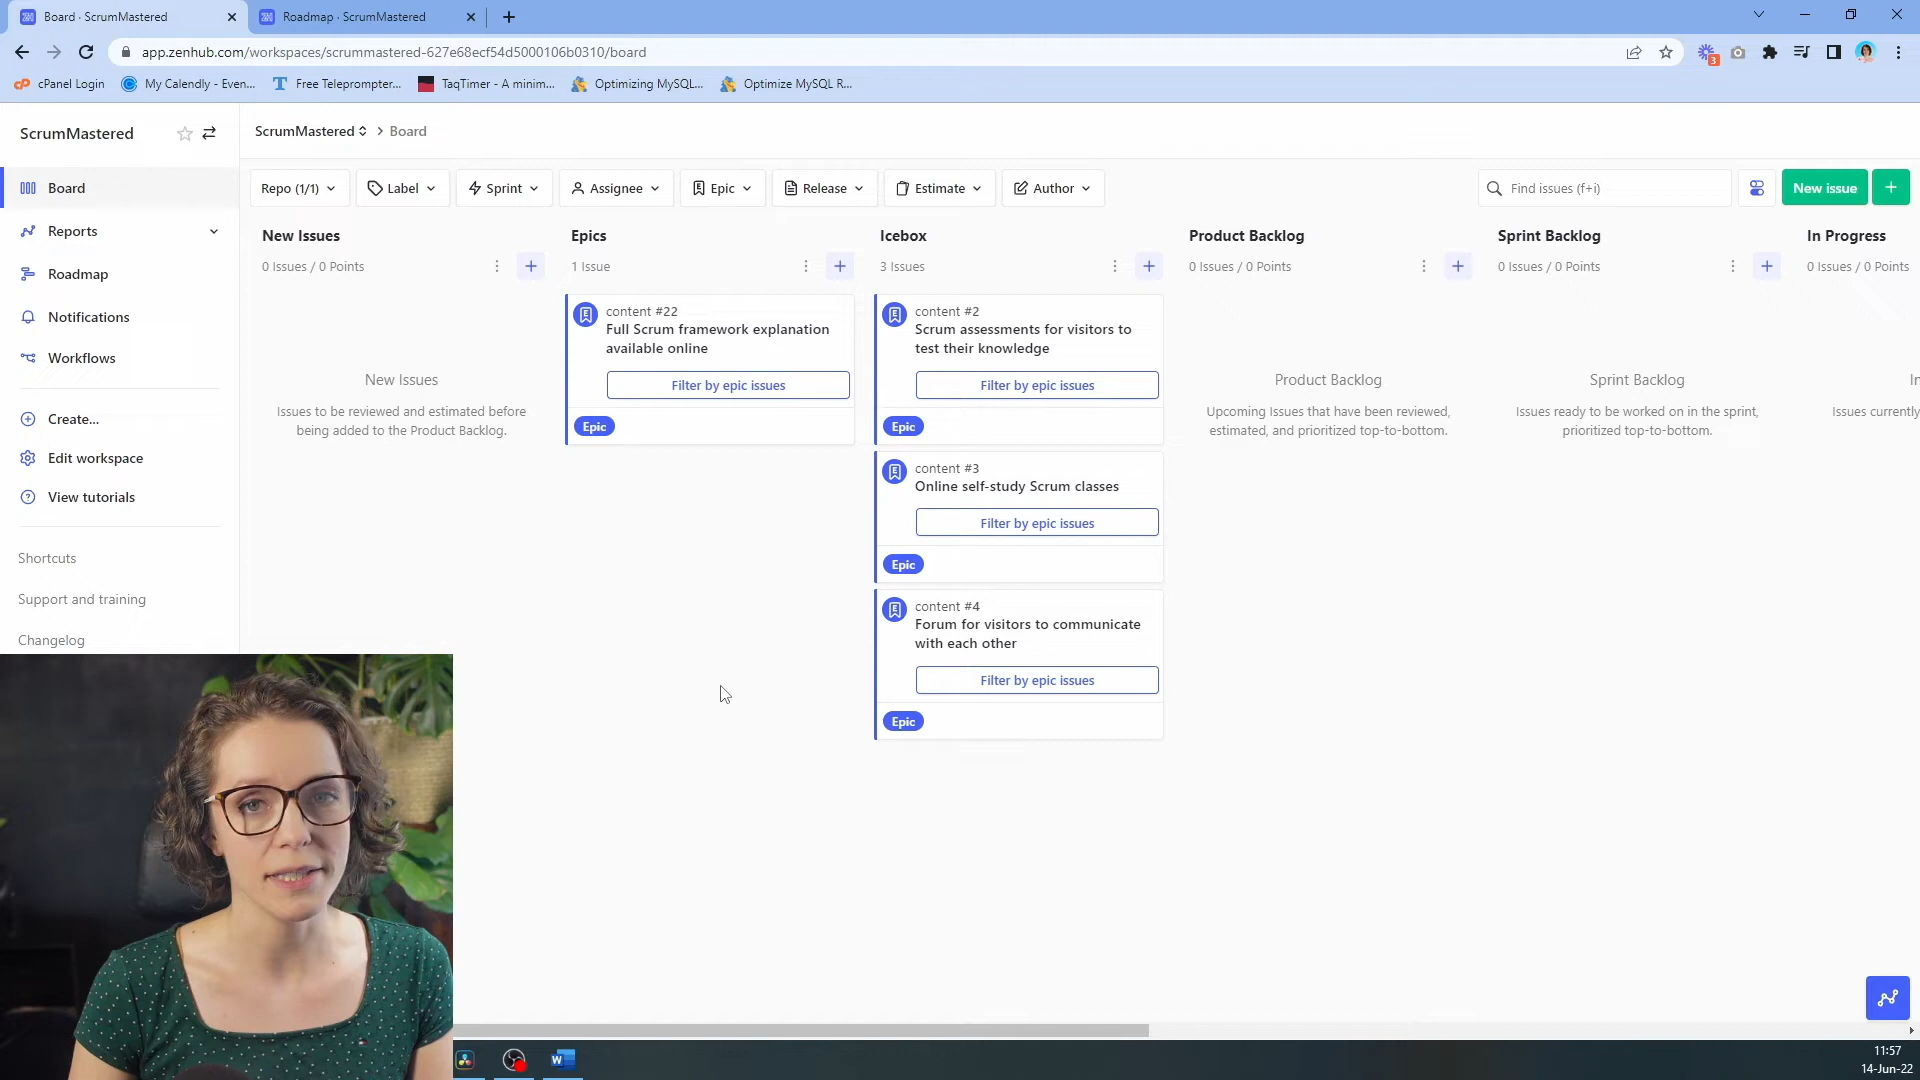 Board · ScrumMastered
Roadmap · ScrumMastered
app.zenhub.com/workspaces/scrummastered-627e68ecf54d5000106b0310/board
3
cPanel Login
My Calendly - Even...
Free Teleprompter...
TaqTimer - A minim...
Optimizing MySQL...
Optimize MySQL R...
ScrumMastered
ScrumMastered > Board
Board
Reports
Roadmap
Notifications
Workflows
Create...
Edit workspace
View tutorials
Shortcuts
Support and training
Changelog
Repo (1/1)
Label
Sprint
Assignee
Epic
Release
Estimate
Author
Find issues (f+i)
New issue
New Issues
0 Issues / 0 Points
New Issues
Issues to be reviewed and estimated before
being added to the Product Backlog.
Epics
1 Issue
content #22
Full Scrum framework explanation
available online
Filter by epic issues
Epic
Icebox
3 Issues
content #2
Scrum assessments for visitors to
test their knowledge
Filter by epic issues
Epic
content #3
Online self-study Scrum classes
Filter by epic issues
Epic
content #4
Forum for visitors to communicate
with each other
Filter by epic issues
Epic
Product Backlog
0 Issues / 0 Points
Product Backlog
Upcoming Issues that have been reviewed,
estimated, and prioritized top-to-bottom.
Sprint Backlog
0 Issues / 0 Points
Sprint Backlog
Issues ready to be worked on in the sprint,
prioritized top-to-bottom.
In Progress
0 Issues / 0 Points
In
Issues currently
11:57
14-Jun-22